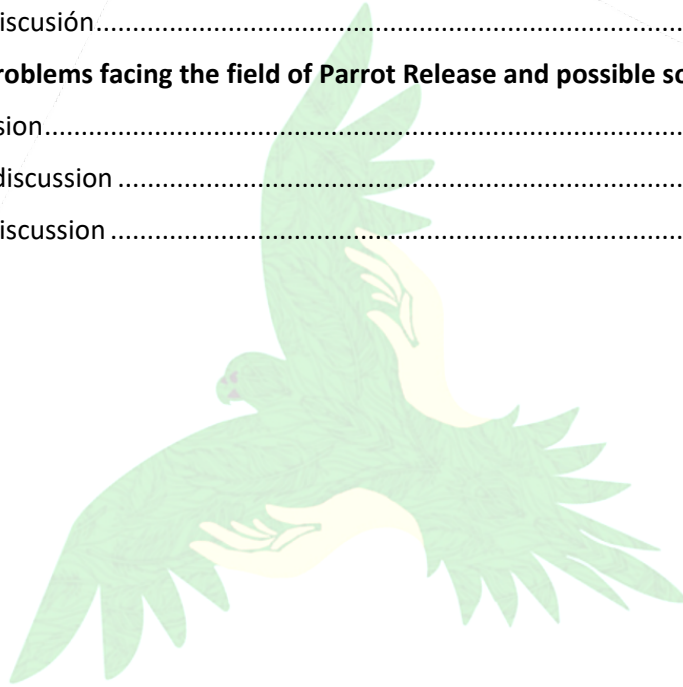 iscusión...............................................................................
roblems facing the field of Parrot Release and possible so
sion.....................................................................................
discussion...........................................................................
iscussion............................................................................